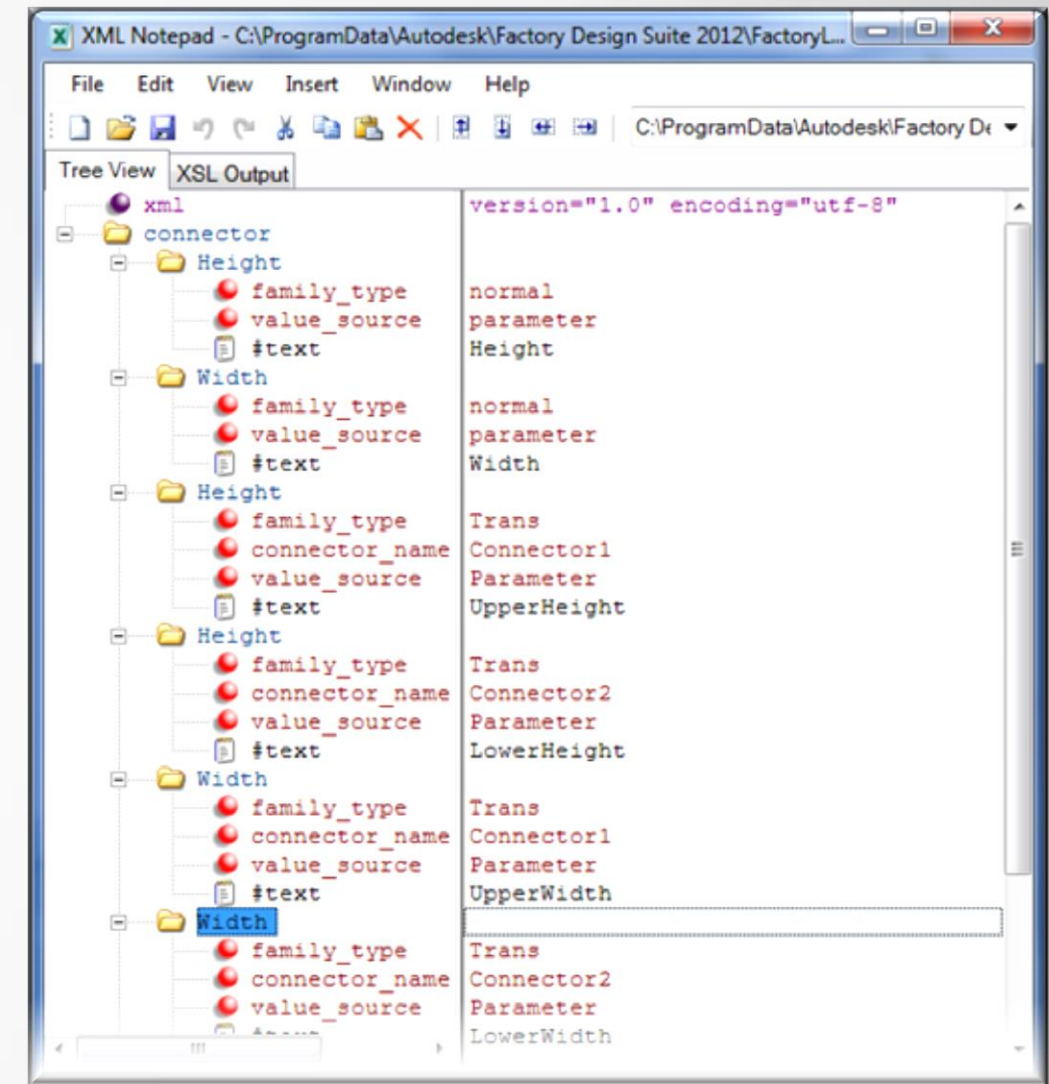 XML Notepad - C:\ProgramData\Autodesk\Factory Design Suite 2012\FactoryL...
File Edit View Insert Window Help
C:\ProgramData\Autodesk\Factory De
Tree View XSL Output
xml version="1.0" encoding="utf-8"
connector
Height
family_type normal
value_source parameter
#text Height
Width
family_type normal
value_source parameter
#text Width
Height
family_type Trans
connector_name Connector1
value_source Parameter
#text UpperHeight
Height
family_type Trans
connector_name Connector2
value_source Parameter
#text LowerHeight
Width
family_type Trans
connector_name Connector1
value_source Parameter
#text UpperWidth
Width
family_type Trans
connector_name Connector2
value_source Parameter
LowerWidth